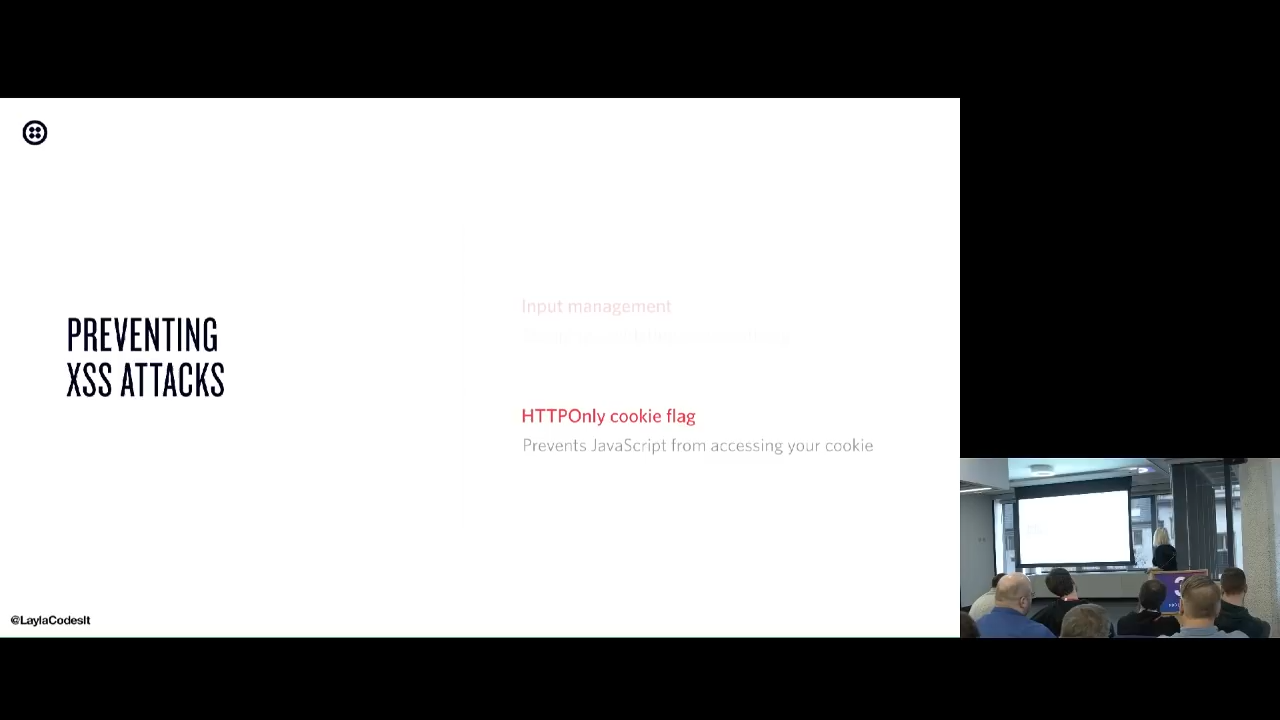 PREVENTING
XSS ATTACKS
Input management
HTTPOnly cookie flag
Prevents JavaScript from accessing your cookie
@LaylaCodesIt